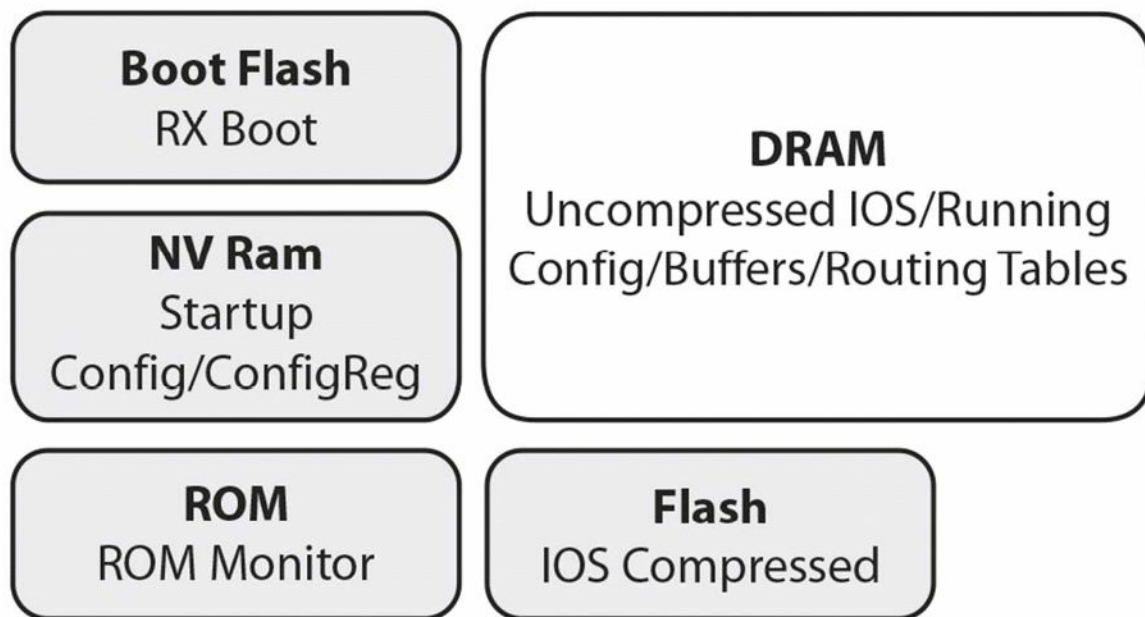 Boot Flash
RX Boot
NV Ram
Startup
Config/ConfigReg
ROM
ROM Monitor
DRAM
Uncompressed IOS/Running
Config/Buffers/Routing Tables
Flash
IOS Compressed